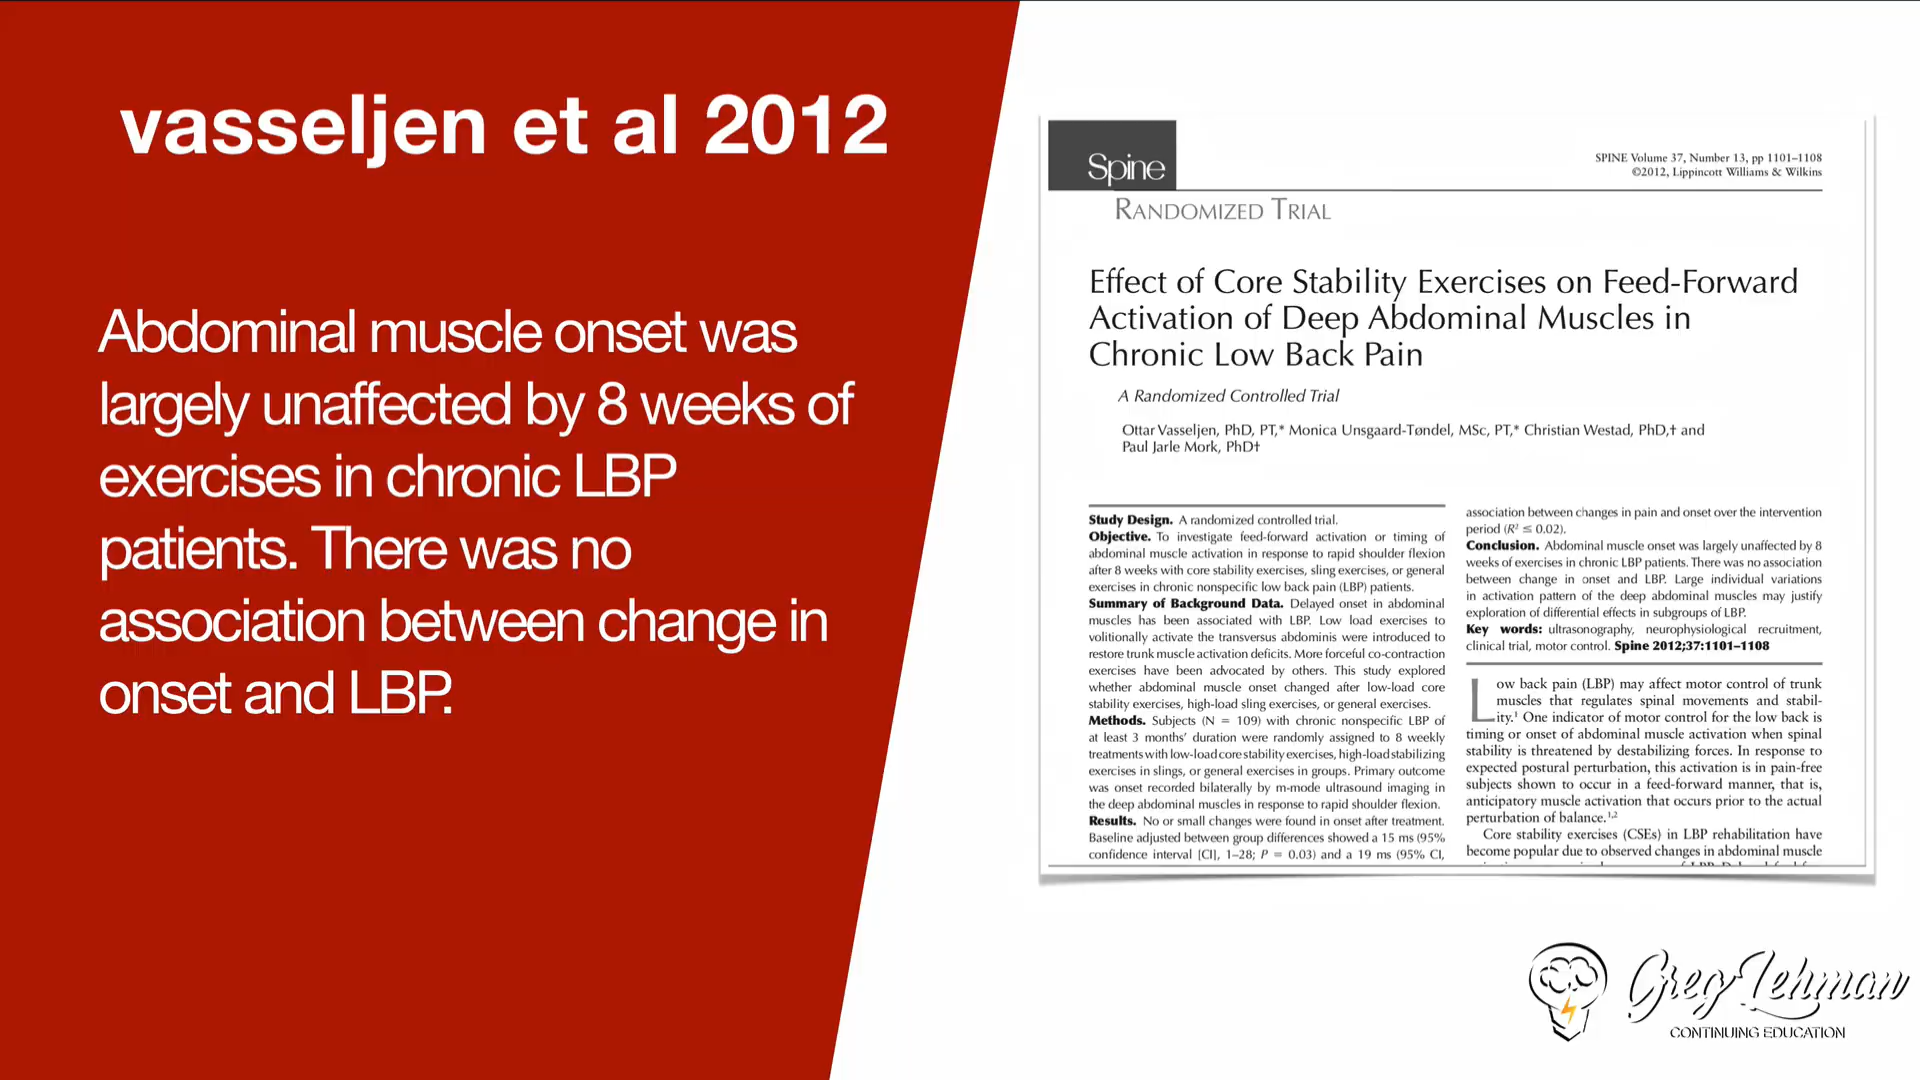 vasseljen et al 2012
Abdominal muscle onset was
largely unaffected by 8 weeks of
exercises in chronic LBP
patients. There was no
association between change in
onset and LBP.
Spine
SPINE Volume 37, Number 13, pp 1101–1108
©2012, Lippincott Williams & Wilkins
RANDOMIZED TRIAL
Effect of Core Stability Exercises on Feed-Forward
Activation of Deep Abdominal Muscles in
Chronic Low Back Pain
A Randomized Controlled Trial
Ottar Vasseljen, PhD, PT,* Monica Unsgaard-Tøndel, MSc, PT,* Christian Westad, PhD,† and
Paul Jarle Mork, PhD†
Study Design. A randomized controlled trial.
Objective. To investigate feed-forward activation or timing of
abdominal muscle activation in response to rapid shoulder flexion
after 8 weeks with core stability exercises, sling exercises, or general
exercises in chronic nonspecific low back pain (LBP) patients.
Summary of Background Data. Delayed onset in abdominal
muscles has been associated with LBP. Low load exercises to
volitionally activate the transversus abdominis were introduced to
restore trunk muscle activation deficits. More forceful co-contraction
exercises have been advocated by others. This study explored
whether abdominal muscle onset changed after low-load core
stability exercises, high-load sling exercises, or general exercises.
Methods. Subjects (N = 109) with chronic nonspecific LBP of
at least 3 months' duration were randomly assigned to 8 weekly
treatments with low-load core stability exercises, high-load stabilizing
exercises in slings, or general exercises in groups. Primary outcome
was onset recorded bilaterally by m-mode ultrasound imaging in
the deep abdominal muscles in response to rapid shoulder flexion.
Results. No or small changes were found in onset after treatment.
Baseline adjusted between group differences showed a 15 ms (95%
confidence interval [CI], 1–28; P = 0.03) and a 19 ms (95% CI,
association between changes in pain and onset over the intervention
period (R² ≤ 0.02).
Conclusion. Abdominal muscle onset was largely unaffected by 8
weeks of exercises in chronic LBP patients. There was no association
between change in onset and LBP. Large individual variations
in activation pattern of the deep abdominal muscles may justify
exploration of differential effects in subgroups of LBP.
Key words: ultrasonography, neurophysiological recruitment,
clinical trial, motor control. Spine 2012;37:1101–1108
Low back pain (LBP) may affect motor control of trunk
muscles that regulates spinal movements and stabil-
ity.¹ One indicator of motor control for the low back is
timing or onset of abdominal muscle activation when spinal
stability is threatened by destabilizing forces. In response to
expected postural perturbation, this activation is in pain-free
subjects shown to occur in a feed-forward manner, that is,
anticipatory muscle activation that occurs prior to the actual
perturbation of balance.¹,²
Core stability exercises (CSEs) in LBP rehabilitation have
become popular due to observed changes in abdominal muscle
Greg Lehman
CONTINUING EDUCATION